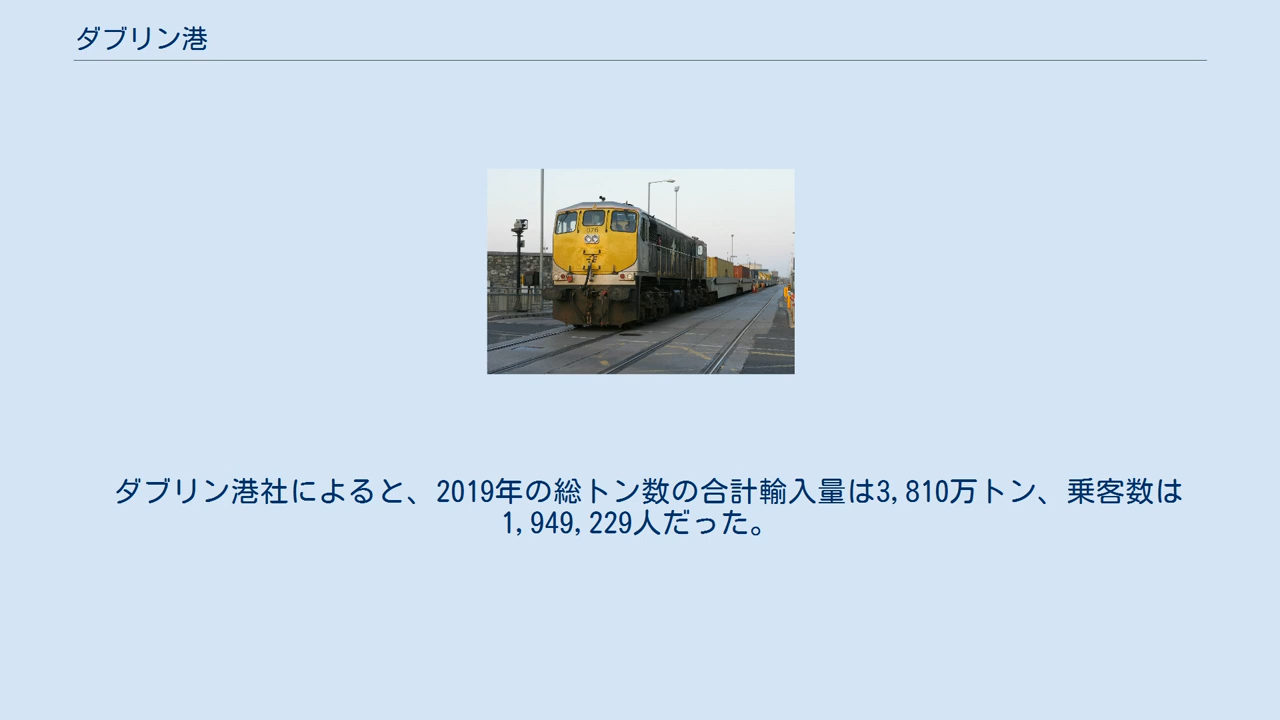 ダブリン港
076
ダブリン港社によると、2019年の総トン数の合計輸入量は3,810万トン、乗客数は
1,949,229人だった。